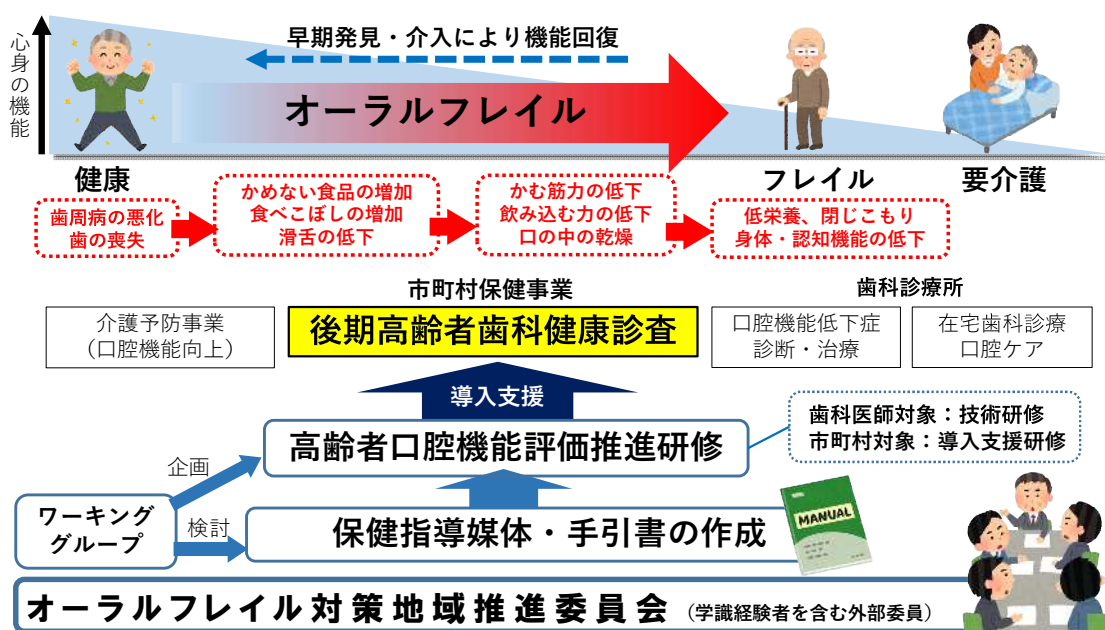 心身の機能
早期発見・介入により機能回復
オーラルフレイル
健康
フレイル
要介護
歯周病の悪化
歯の喪失
かめない食品の増加
食べこぼしの増加
滑舌の低下
かむ筋力の低下
飲み込む力の低下
口の中の乾燥
低栄養、閉じこもり
身体・認知機能の低下
市町村保健事業
歯科診療所
介護予防事業
（口腔機能向上）
後期高齢者歯科健康診査
口腔機能低下症
診断・治療
在宅歯科診療
口腔ケア
導入支援
高齢者口腔機能評価推進研修
歯科医師対象：技術研修
市町村対象：導入支援研修
企画
ワーキング
グループ
検討
保健指導媒体・手引書の作成
MANUAL
オーラルフレイル対策地域推進委員会（学識経験者を含む外部委員）